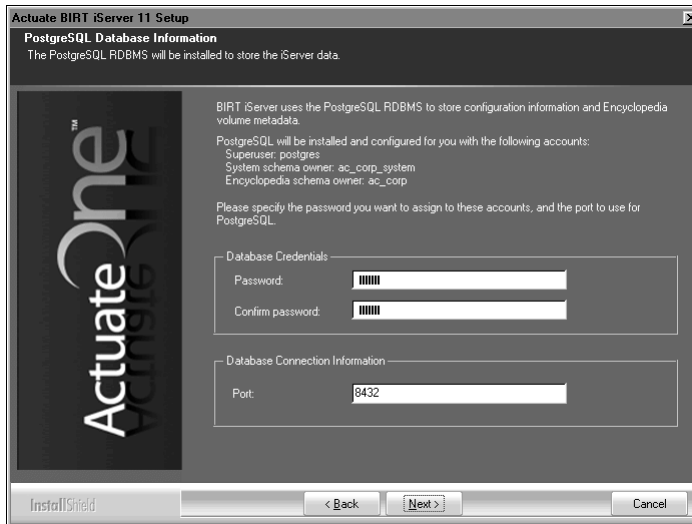 Actuate BIRT iServer 11 Setup
PostgreSQL Database Information
The PostgreSQL RDBMS will be installed to store the iServer data.
ActuateOne™
BIRT iServer uses the PostgreSQL RDBMS to store configuration information and Encyclopedia
volume metadata.
PostgreSQL will be installed and configured for you with the following accounts:
Superuser: postgres
System schema owner: ac_corp_system
Encyclopedia schema owner: ac_corp
Please specify the password you want to assign to these accounts, and the port to use for
PostgreSQL.
Database Credentials
Password:
Confirm password:
Database Connection Information
Port: 8432
InstallShield
< Back Next > Cancel